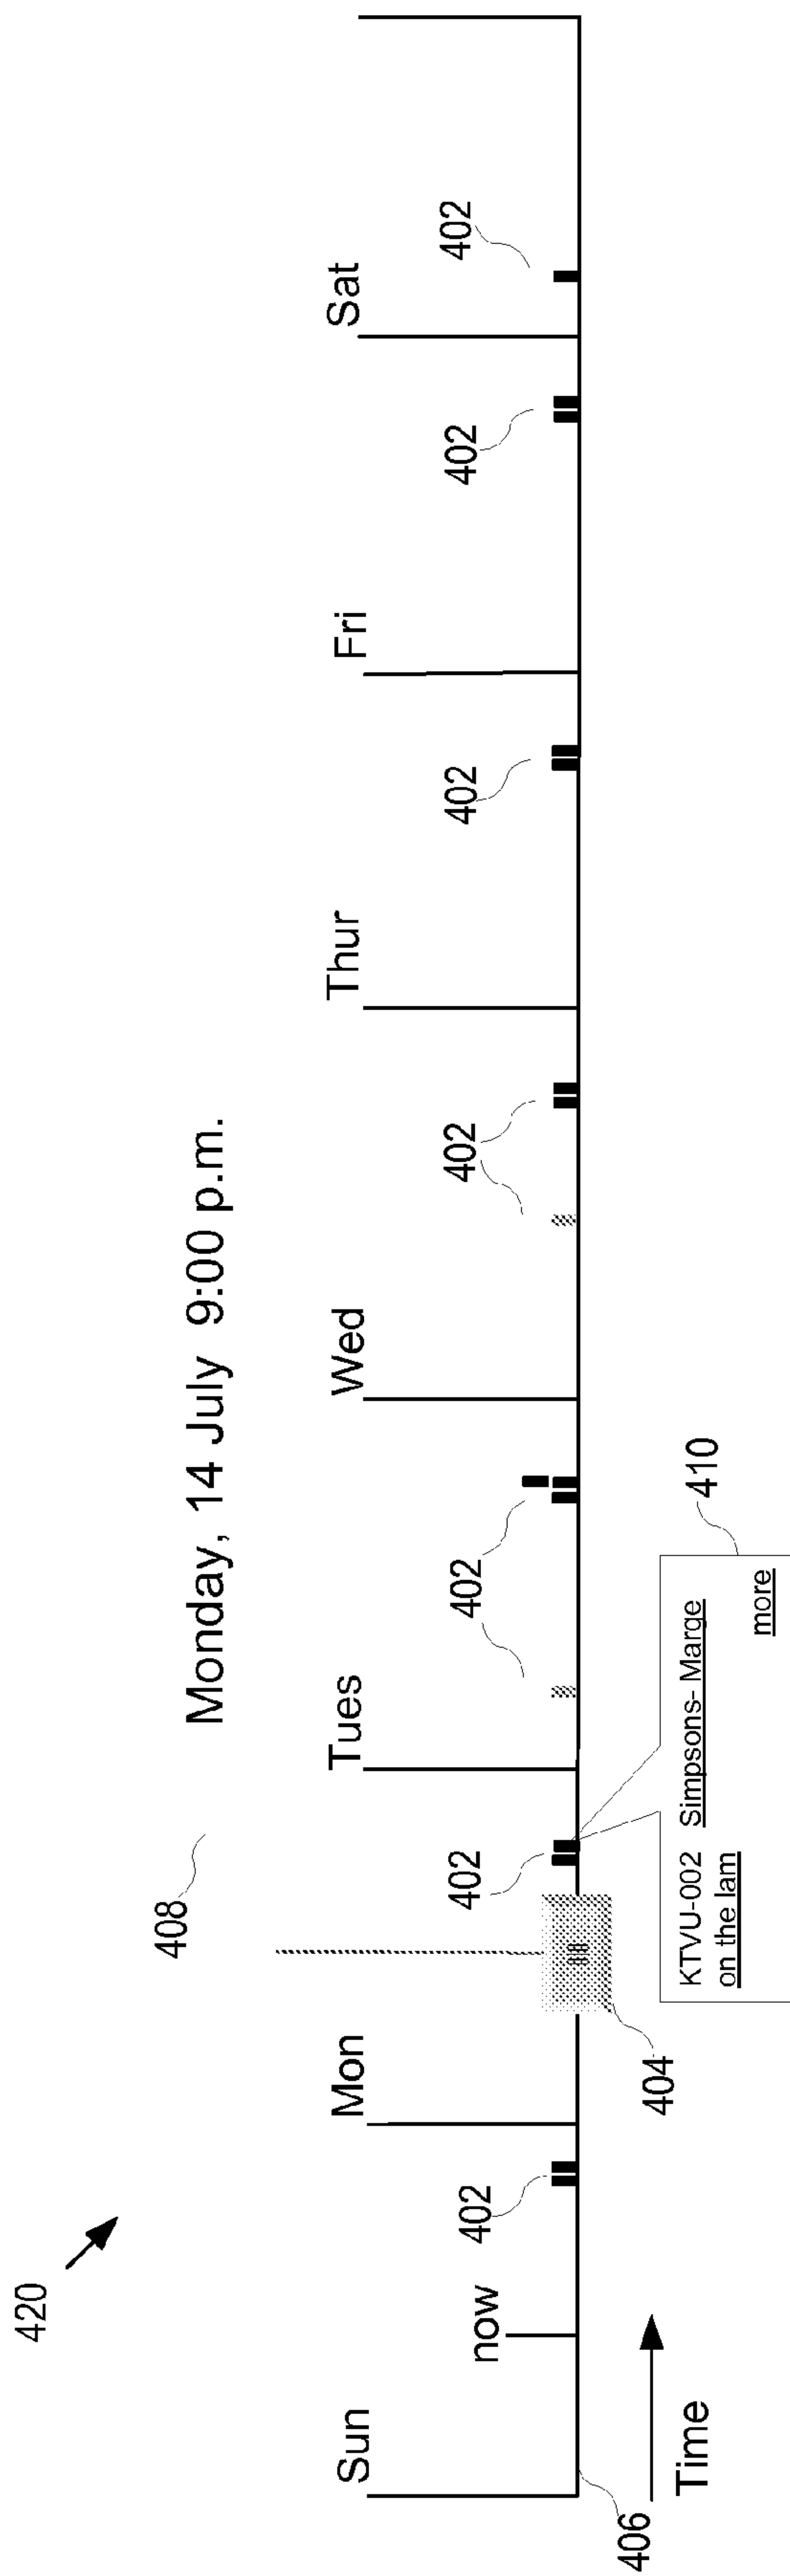 420
408
Monday, 14 July 9:00 p.m.
Sun
now
Mon
Tues
Wed
Thur
Fri
Sat
402
402
402
402
402
402
402
406
Time
404
KTVU-002 Simpsons- Marge
on the lam
more
410